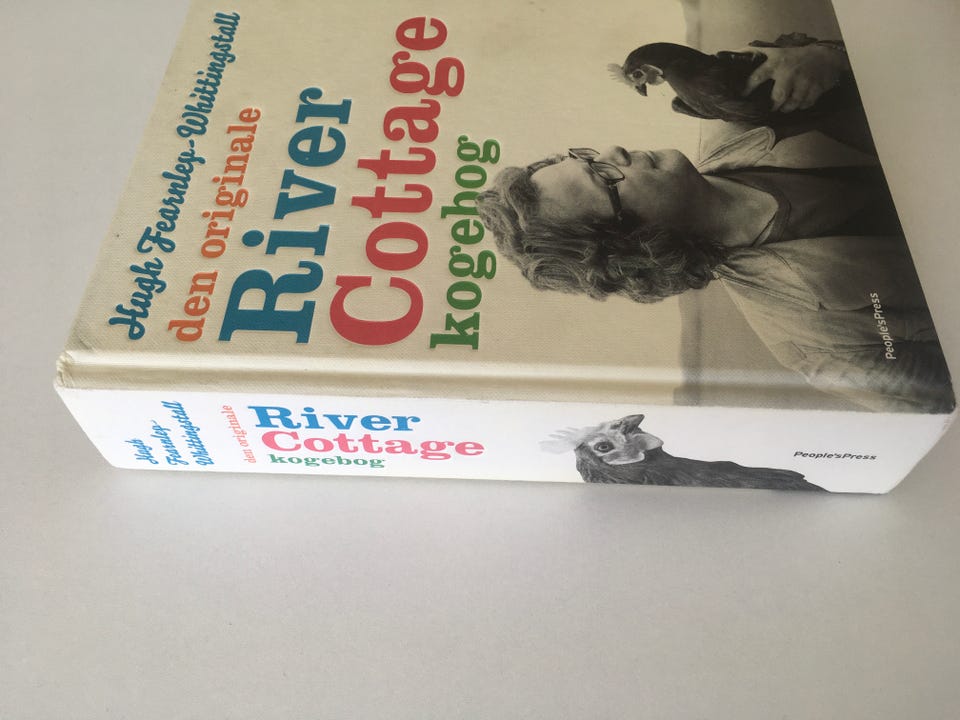 Hugh Fearnley-Whittingstall
den originale
River
Cottage
kogebog
People'sPress
Hugh
Fearnley-
Whittingstall
den originale
River
Cottage
kogebog
People'sPress